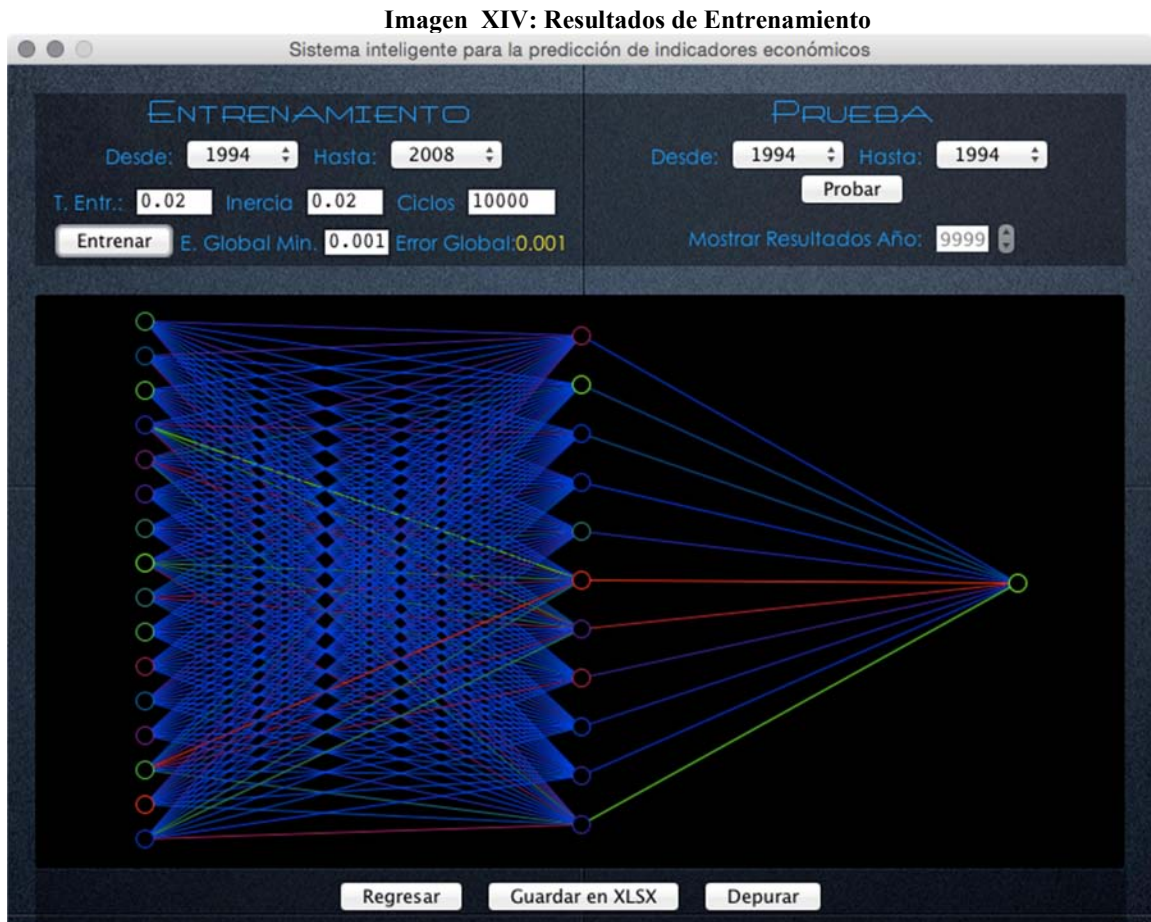 Imagen XIV: Resultados de Entrenamiento
Sistema inteligente para la predicción de indicadores económicos
ENTRENAMIENTO
Desde: 1994 Hasta: 2008
T. Entr.: 0.02 Inercia 0.02 Ciclos 10000
Entrenar E. Global Min. 0.001 Error Global:0.001
PRUEBA
Desde: 1994 Hasta: 1994
Probar
Mostrar Resultados Año: 9999
Regresar Guardar en XLSX Depurar